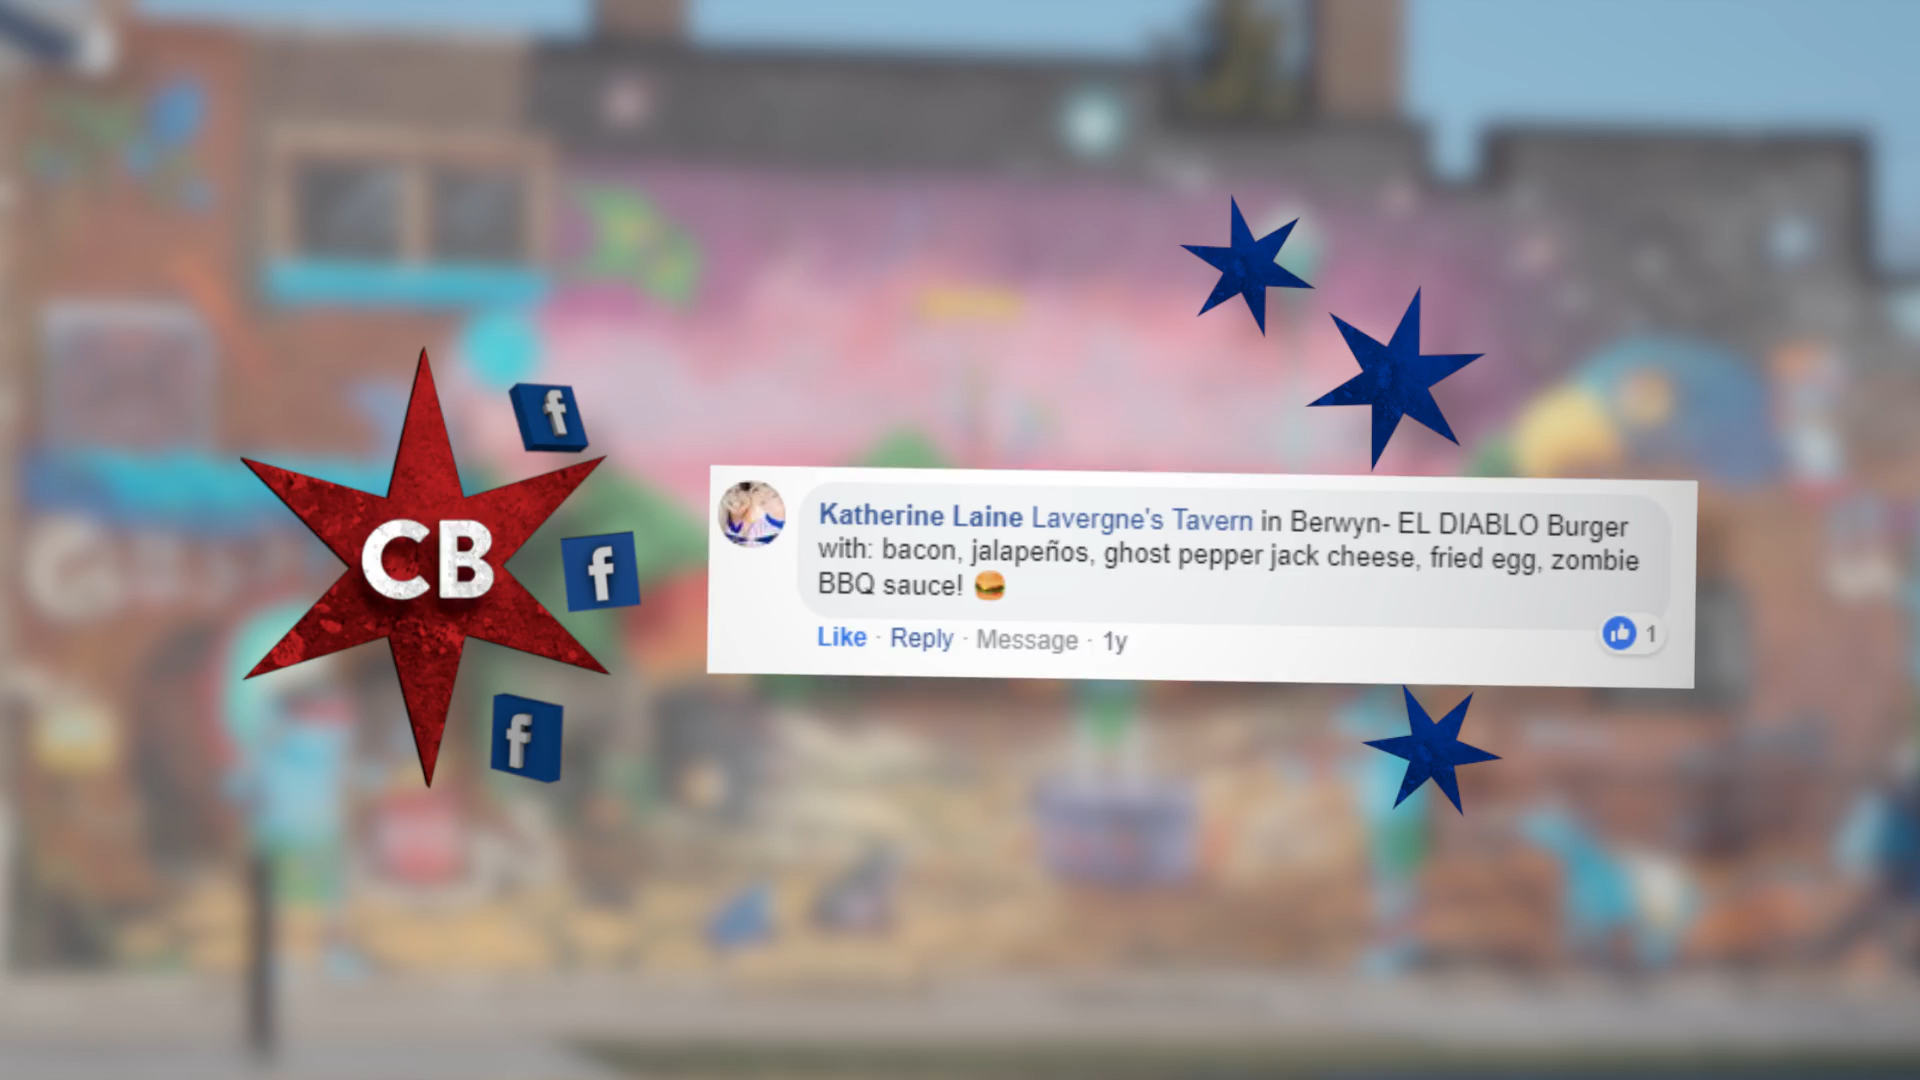 CB
f
f
f
Katherine Laine Lavergne's Tavern in Berwyn- EL DIABLO Burger
with: bacon, jalapeños, ghost pepper jack cheese, fried egg, zombie
BBQ sauce! 🍔
Like · Reply · Message · 1y
1